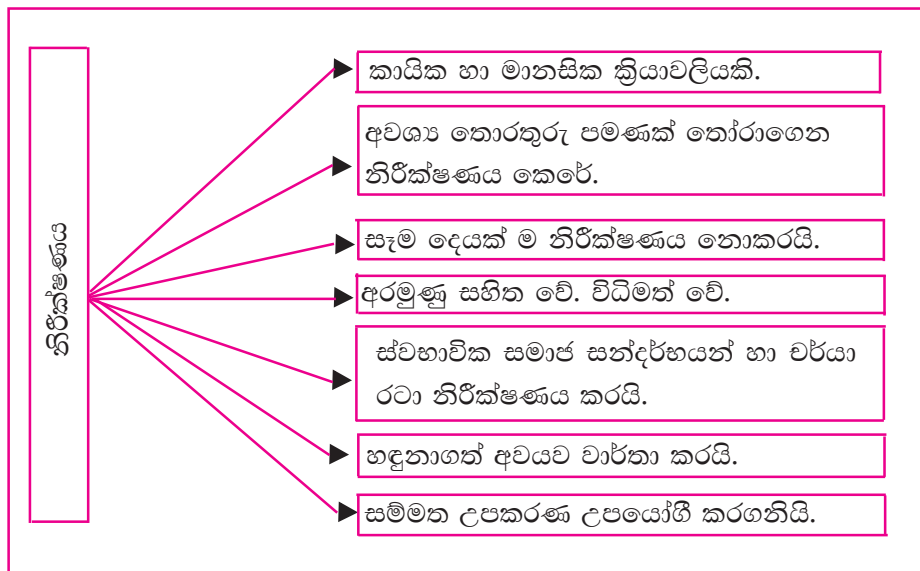 නිරීක්ෂණය
කායික හා මානසික ක්‍රියාවලියකි.
අවශ්‍ය තොරතුරු පමණක් තෝරාගෙන
නිරීක්ෂණය කෙරේ.
සෑම දෙයක් ම නිරීක්ෂණය නොකරයි.
අරමුණු සහිත වේ. විධිමත් වේ.
ස්වභාවික සමාජ සන්දර්භයන් හා චර්යා
රටා නිරීක්ෂණය කරයි.
හඳුනාගත් අවයව වාර්තා කරයි.
සම්මත උපකරණ උපයෝගී කරගනියි.